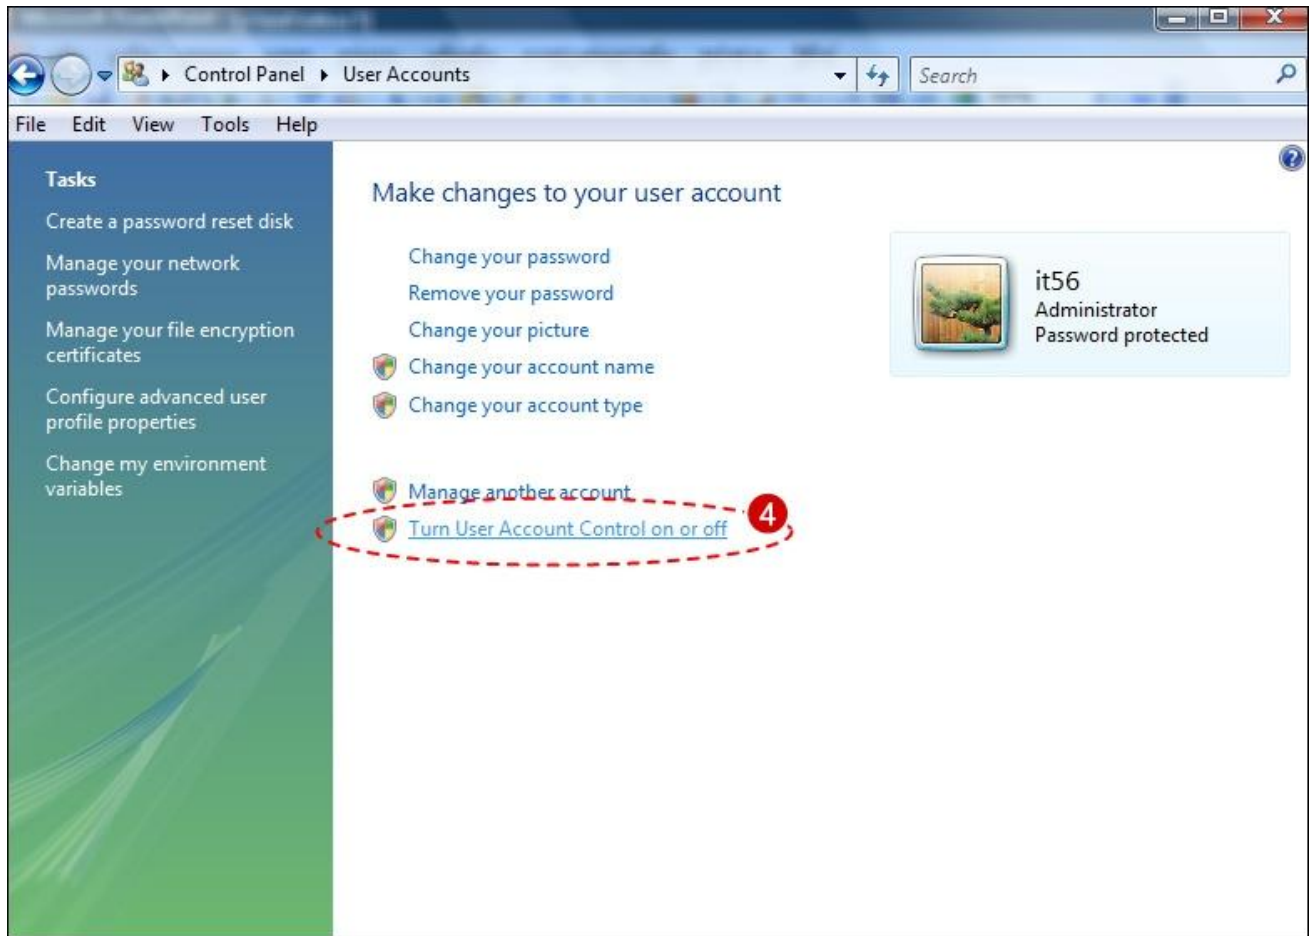 Control Panel
User Accounts
Search
File Edit View Tools Help
Tasks
Create a password reset disk
Manage your network
passwords
Manage your file encryption
certificates
Configure advanced user
profile properties
Change my environment
variables
Make changes to your user account
Change your password
Remove your password
Change your picture
Change your account name
Change your account type
Manage another account
Turn User Account Control on or off
4
it56
Administrator
Password protected